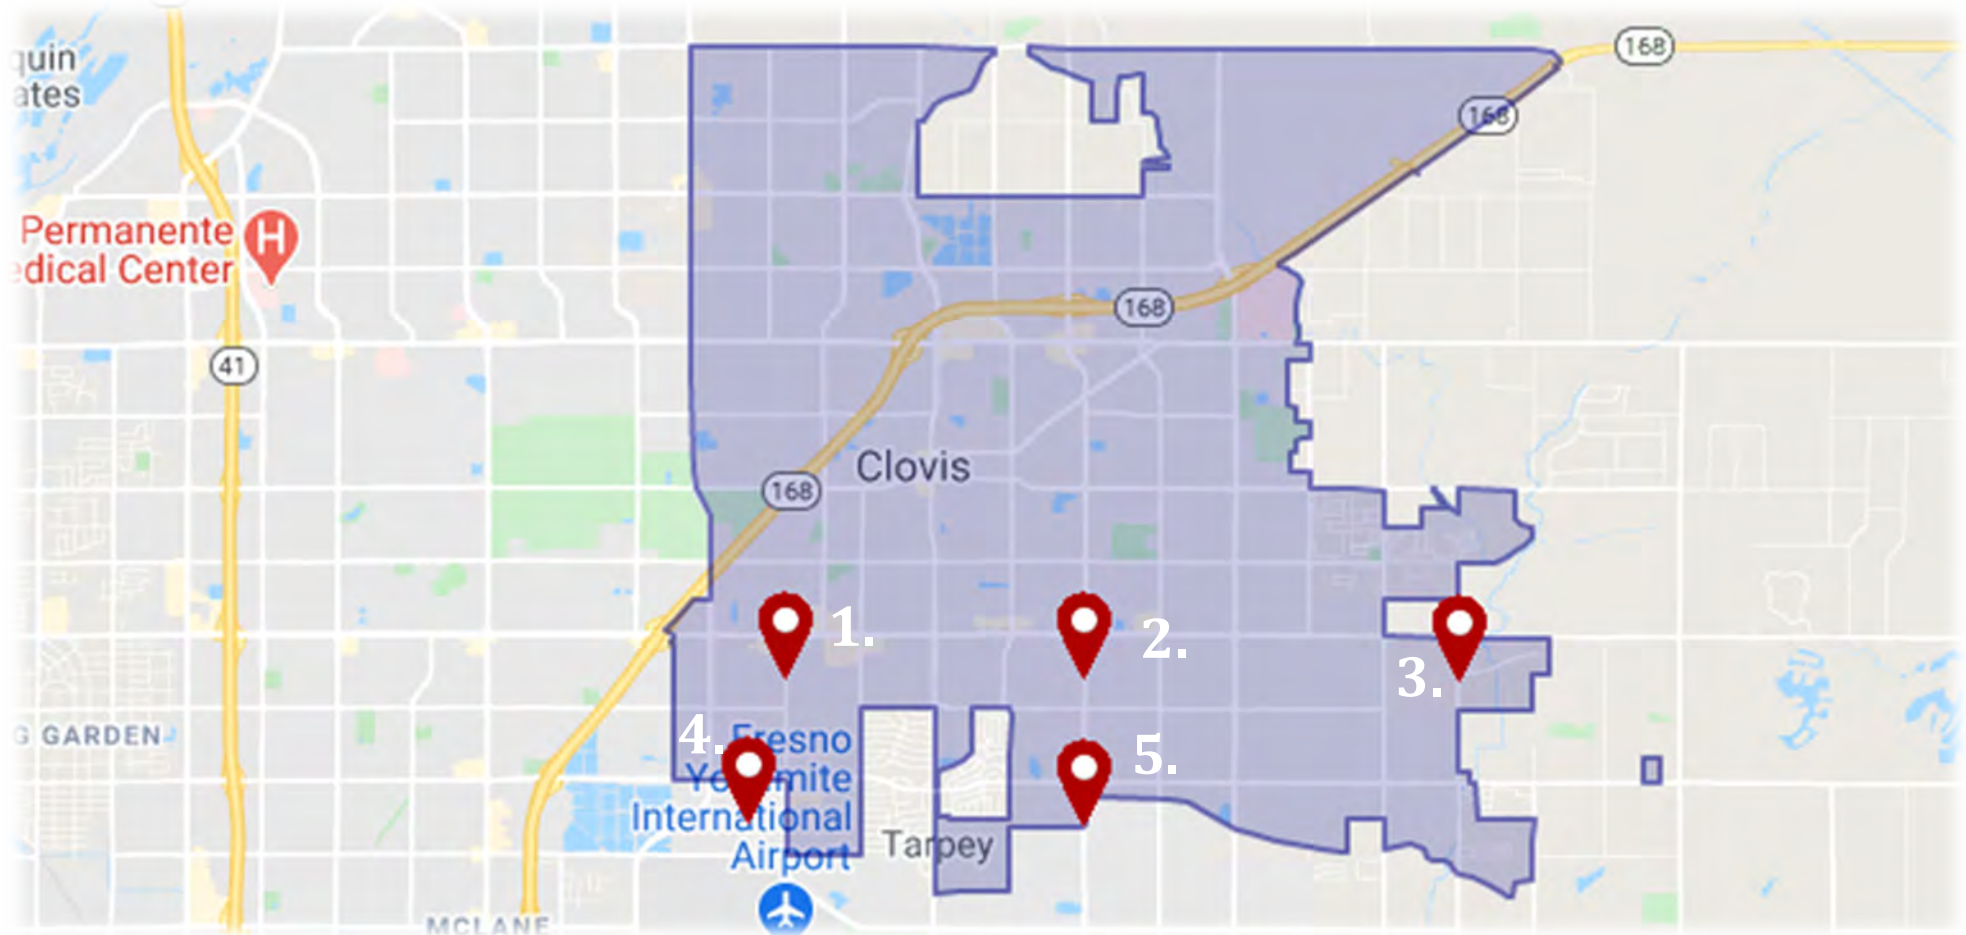 168
quin
ates
168
Permanente
edical Center
H
168
41
Clovis
168
1.
2.
3.
4.
Fresno
Yosemite
International
Airport
5.
G GARDEN
Tarpey
MCLANE